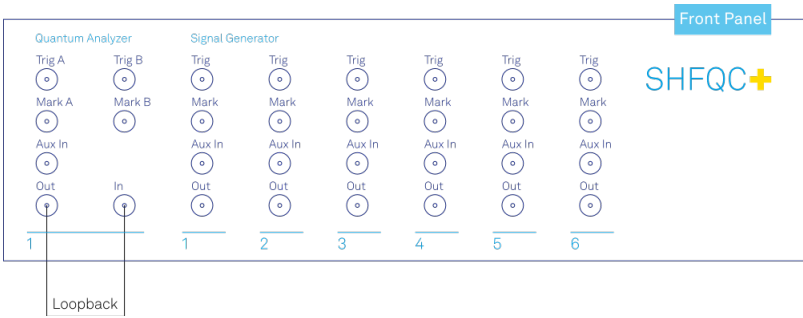 Front Panel
Quantum Analyzer Signal Generator
Trig A Trig B Trig Trig Trig Trig Trig Trig
SHFQC+
Mark A Mark B Mark Mark Mark Mark Mark Mark
Aux In Aux In Aux In Aux In Aux In Aux In Aux In
Out In Out Out Out Out Out Out
1 1 2 3 4 5 6
Loopback